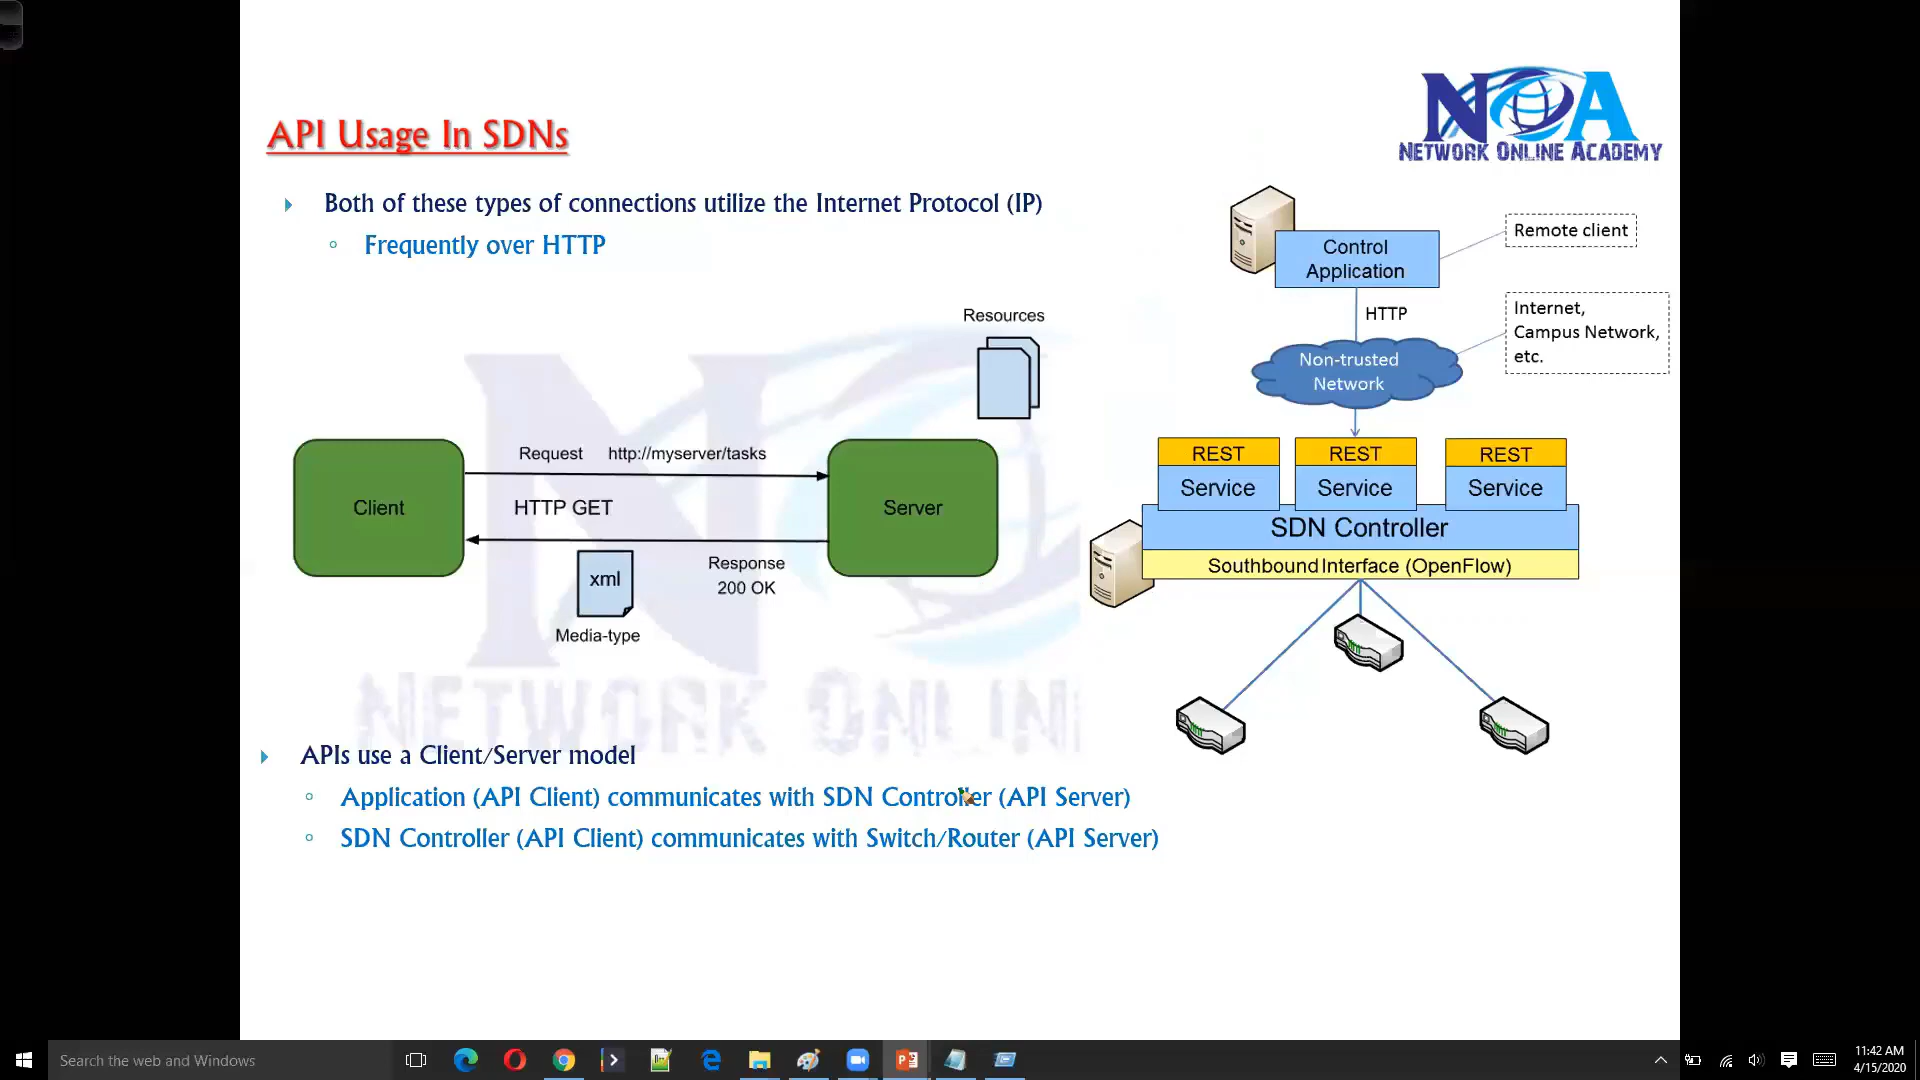 NOA
NETWORK ONLINE ACADEMY
API Usage In SDNs
Both of these types of connections utilize the Internet Protocol (IP)
Frequently over HTTP
Resources
Client
Request http://myserver/tasks
HTTP GET
Server
xml
Response
200 OK
Media-type
Control
Application
Remote client
HTTP
Internet,
Campus Network,
etc.
Non-trusted
Network
REST REST REST
Service Service Service
SDN Controller
Southbound Interface (OpenFlow)
N
NETWORK ONLIN
APIs use a Client/Server model
Application (API Client) communicates with SDN Controller (API Server)
SDN Controller (API Client) communicates with Switch/Router (API Server)
Search the web and Windows
11:42 AM
4/15/2020